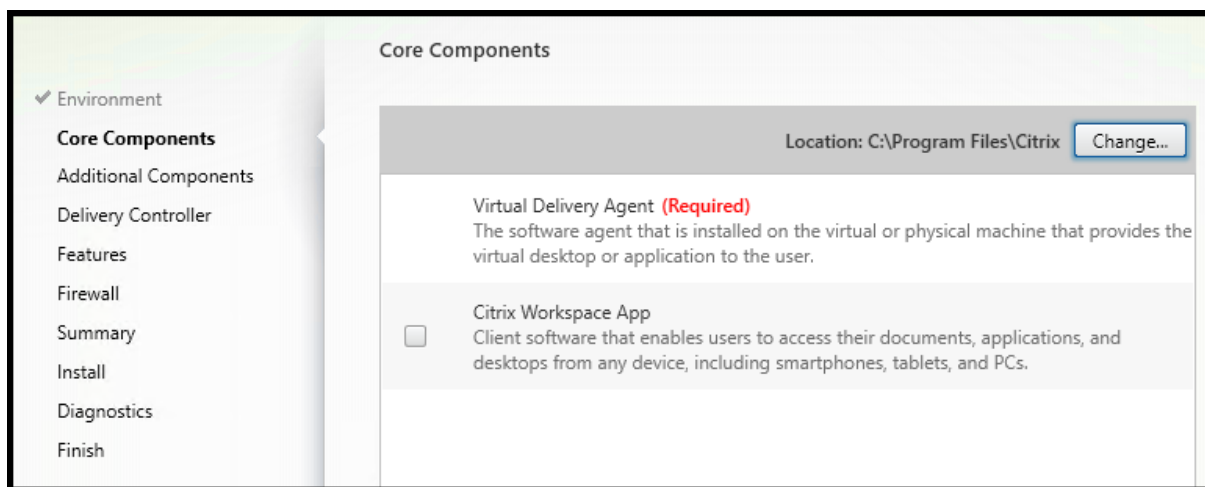 Core Components
Environment
Core Components
Additional Components
Delivery Controller
Features
Firewall
Summary
Install
Diagnostics
Finish
Location: C:\Program Files\Citrix
Change...
Virtual Delivery Agent (Required)
The software agent that is installed on the virtual or physical machine that provides the
virtual desktop or application to the user.
Citrix Workspace App
Client software that enables users to access their documents, applications, and
desktops from any device, including smartphones, tablets, and PCs.